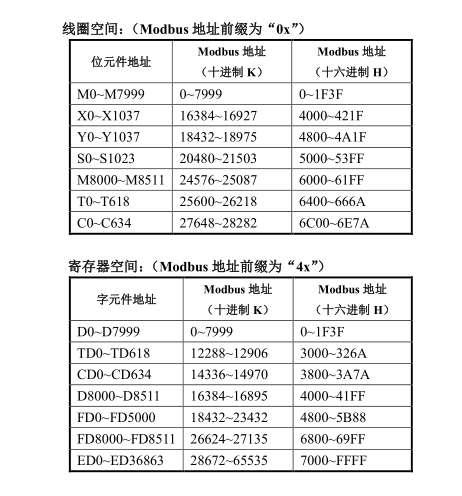 线圈空间：（Modbus 地址前缀为“0x”）
位元件地址 Modbus 地址（十进制 K） Modbus 地址（十六进制 H）
M0~M7999 0~7999 0~1F3F
X0~X1037 16384~16927 4000~421F
Y0~Y1037 18432~18975 4800~4A1F
S0~S1023 20480~21503 5000~53FF
M8000~M8511 24576~25087 6000~61FF
T0~T618 25600~26218 6400~666A
C0~C634 27648~28282 6C00~6E7A
寄存器空间：（Modbus 地址前缀为“4x”）
字元件地址 Modbus 地址（十进制 K） Modbus 地址（十六进制 H）
D0~D7999 0~7999 0~1F3F
TD0~TD618 12288~12906 3000~326A
CD0~CD634 14336~14970 3800~3A7A
D8000~D8511 16384~16895 4000~41FF
FD0~FD5000 18432~23432 4800~5B88
FD8000~FD8511 26624~27135 6800~69FF
ED0~ED36863 28672~65535 7000~FFFF